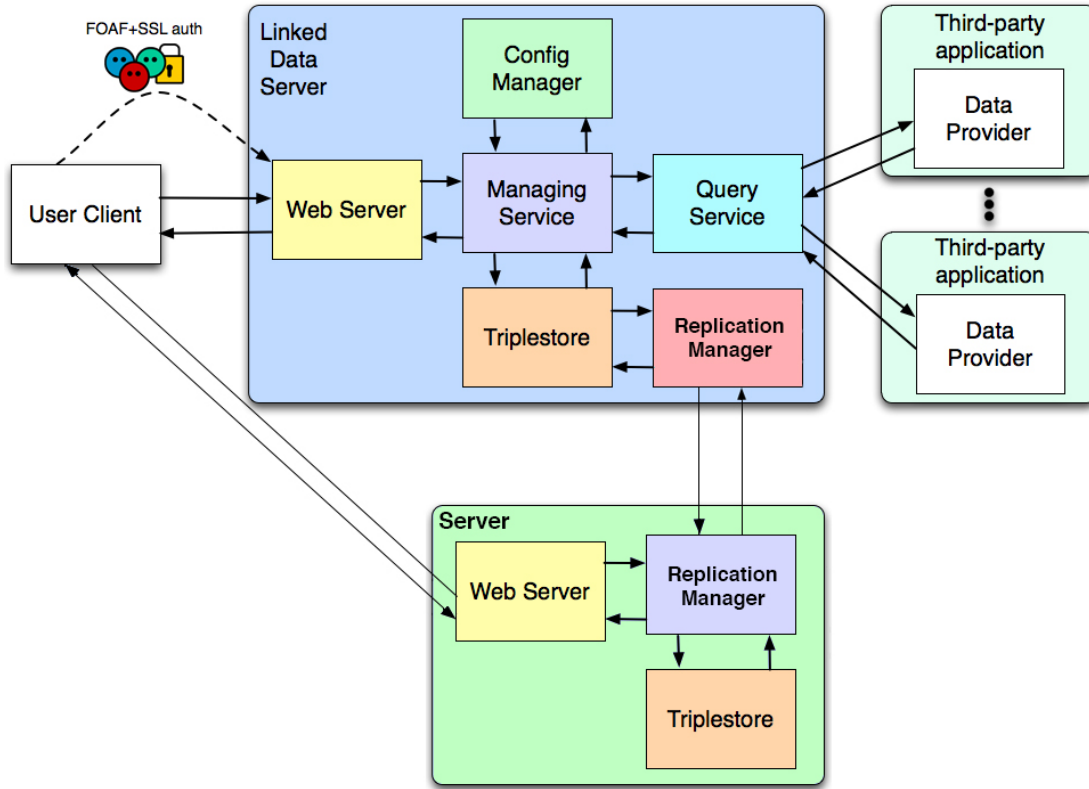 FOAF+SSL auth
Linked
Data
Server
Config
Manager
Third-party
application
Data
Provider
User Client
Web Server
Managing
Service
Query
Service
Third-party
application
Data
Provider
Triplestore
Replication
Manager
Server
Web Server
Replication
Manager
Triplestore